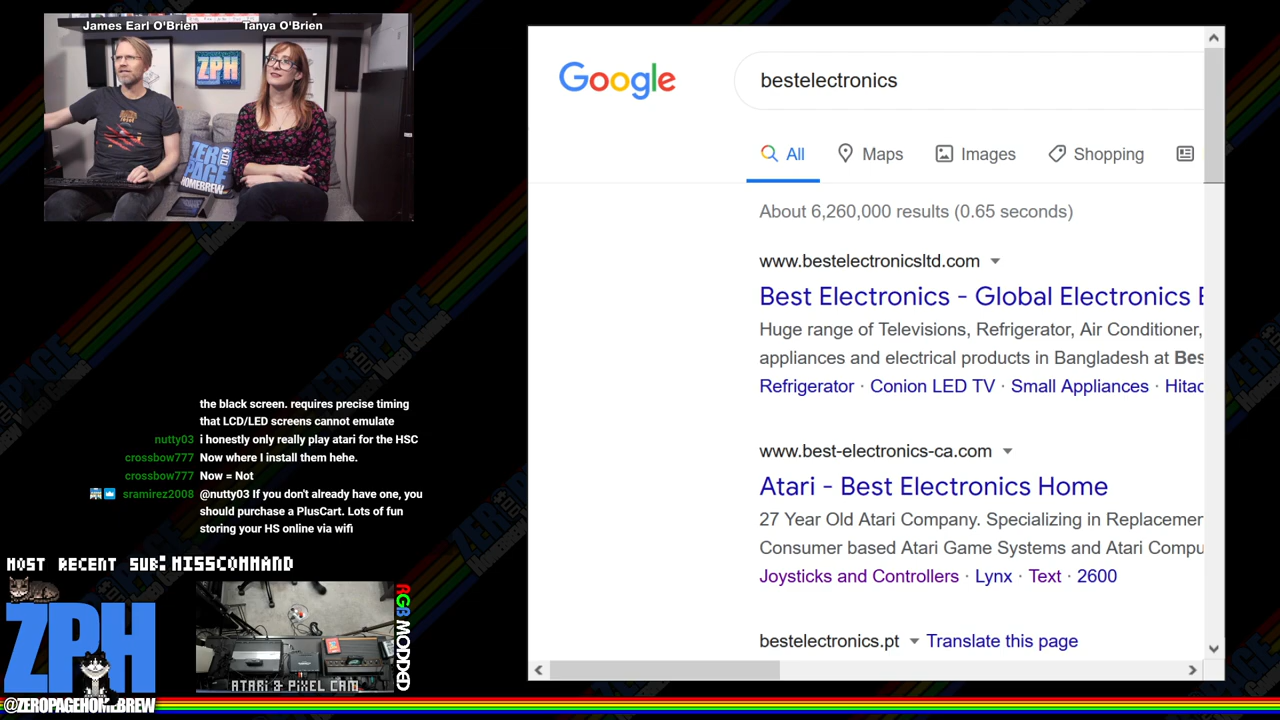 James Earl O'Brien
Tanya O'Brien
ZPH
ZERO
PAGE
HOMEBREW
the black screen. requires precise timing
that LCD/LED screens cannot emulate
nutty03 i honestly only really play atari for the HSC
crossbow777 Now where I install them hehe.
crossbow777 Now = Not
sramirez2008 @nutty03 If you don't already have one, you
should purchase a PlusCart. Lots of fun
storing your HS online via wifi
MOST RECENT SUB: MISSCOMMAND
ZPH
@ZEROPAGEHOMEBREW
ATARI & PIXEL CAM
RGB MODDED
Google
bestelectronics
All Maps Images Shopping
About 6,260,000 results (0.65 seconds)
www.bestelectronicsltd.com
Best Electronics - Global Electronics
Huge range of Televisions, Refrigerator, Air Conditioner,
appliances and electrical products in Bangladesh at Bes
Refrigerator · Conion LED TV · Small Appliances · Hitac
www.best-electronics-ca.com
Atari - Best Electronics Home
27 Year Old Atari Company. Specializing in Replacemer
Consumer based Atari Game Systems and Atari Compu
Joysticks and Controllers · Lynx · Text · 2600
bestelectronics.pt Translate this page